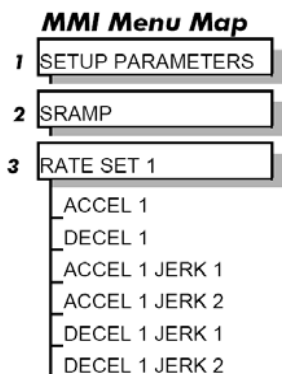 MMI Menu Map
1 SETUP PARAMETERS
2 SRAMP
3 RATE SET 1
ACCEL 1
DECEL 1
ACCEL 1 JERK 1
ACCEL 1 JERK 2
DECEL 1 JERK 1
DECEL 1 JERK 2